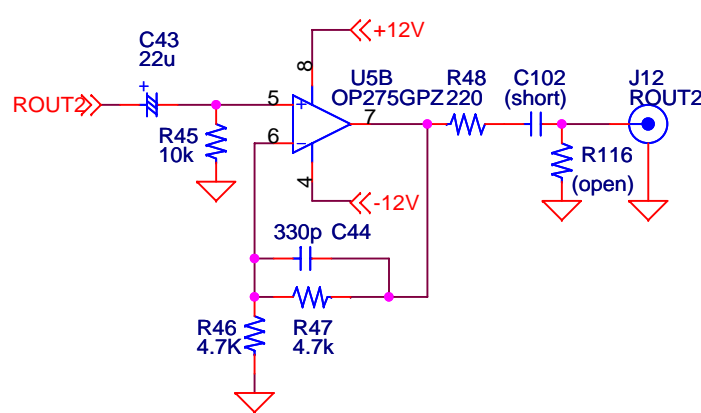 C43
22u
ROUT2
+
R45
10k
5
6
+
−
8
4
7
+12V
-12V
U5B
OP275GPZ
R48
220
C102
(short)
J12
ROUT2
R116
(open)
330p C44
R46
4.7K
R47
4.7k